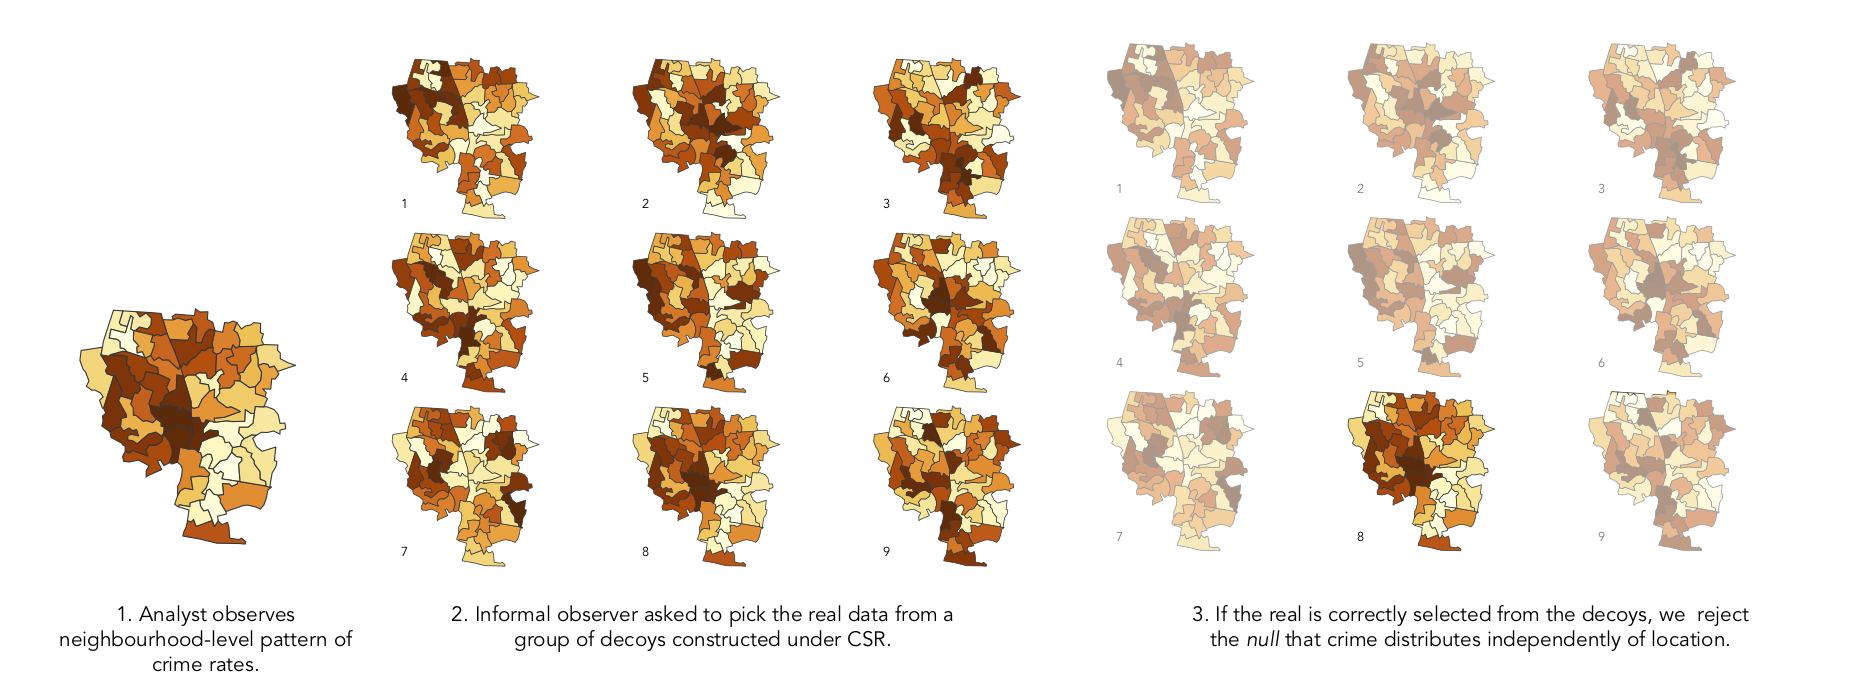 1
2
3
4
5
6
7
8
9
1
2
3
4
5
6
7
8
9
1. Analyst observes
neighbourhood-level pattern of
crime rates.
2. Informal observer asked to pick the real data from a
group of decoys constructed under CSR.
3. If the real is correctly selected from the decoys, we  reject
the null that crime distributes independently of location.